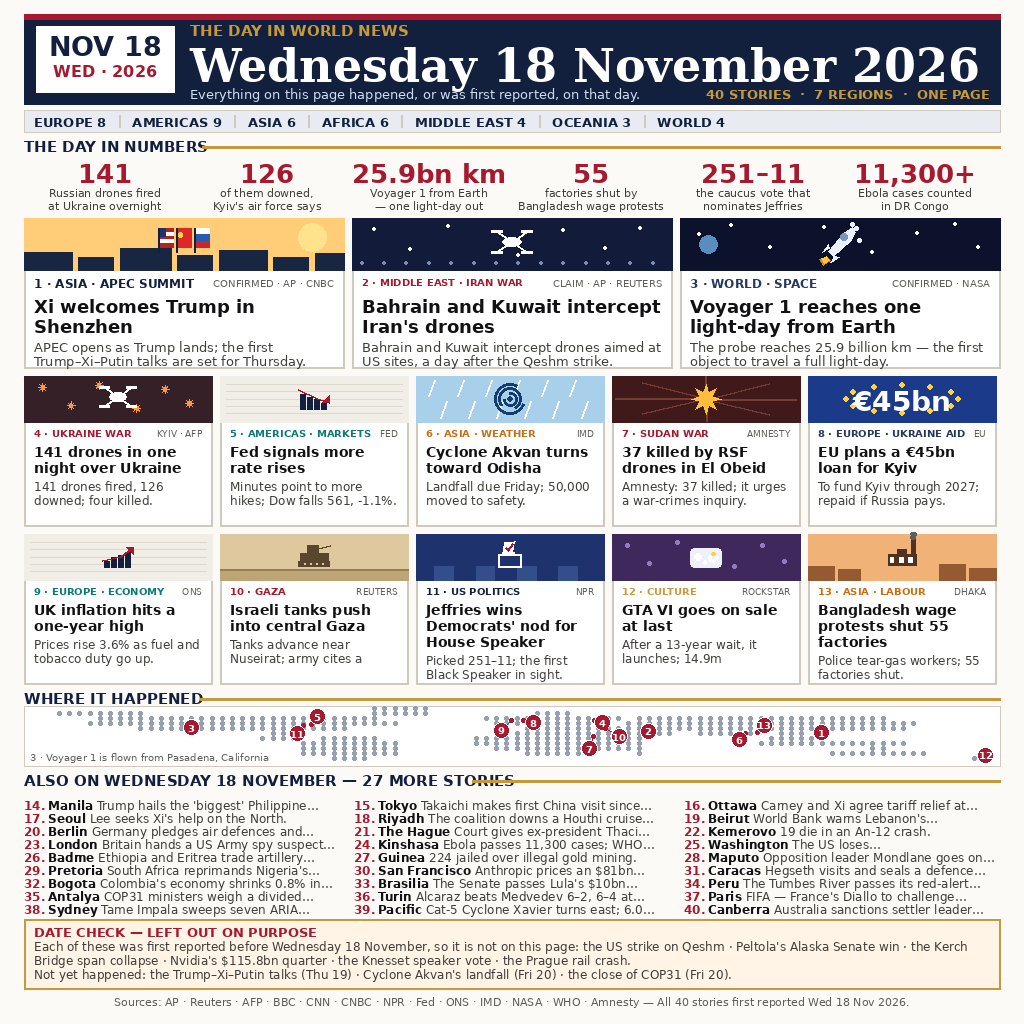 NOV 18
WED · 2026
THE DAY IN WORLD NEWS
Wednesday 18 November 2026
Everything on this page happened, or was first reported, on that day.
40 STORIES · 7 REGIONS · ONE PAGE
EUROPE 8 | AMERICAS 9 | ASIA 6 | AFRICA 6 | MIDDLE EAST 4 | OCEANIA 3 | WORLD 4
THE DAY IN NUMBERS
141
Russian drones fired
at Ukraine overnight
126
of them downed,
Kyiv's air force says
25.9bn km
Voyager 1 from Earth
— one light-day out
55
factories shut by
Bangladesh wage protests
251–11
the caucus vote that
nominates Jeffries
11,300+
Ebola cases counted
in DR Congo
1 · ASIA · APEC SUMMIT
CONFIRMED · AP · CNBC
Xi welcomes Trump in
Shenzhen
APEC opens as Trump lands; the first
Trump–Xi–Putin talks are set for Thursday.
2 · MIDDLE EAST · IRAN WAR
CLAIM · AP · REUTERS
Bahrain and Kuwait intercept
Iran's drones
Bahrain and Kuwait intercept drones aimed at
US sites, a day after the Qeshm strike.
3 · WORLD · SPACE
CONFIRMED · NASA
Voyager 1 reaches one
light-day from Earth
The probe reaches 25.9 billion km — the first
object to travel a full light-day.
4 · UKRAINE WAR
KYIV · AFP
141 drones in one
night over Ukraine
141 drones fired, 126
downed; four killed.
5 · AMERICAS · MARKETS
FED
Fed signals more
rate rises
Minutes point to more
hikes; Dow falls 561, -1.1%.
6 · ASIA · WEATHER
IMD
Cyclone Akvan turns
toward Odisha
Landfall due Friday; 50,000
moved to safety.
7 · SUDAN WAR
AMNESTY
37 killed by RSF
drones in El Obeid
Amnesty: 37 killed; it urges
a war-crimes inquiry.
€45bn
8 · EUROPE · UKRAINE AID
EU
EU plans a €45bn
loan for Kyiv
To fund Kyiv through 2027;
repaid if Russia pays.
9 · EUROPE · ECONOMY
ONS
UK inflation hits a
one-year high
Prices rise 3.6% as fuel and
tobacco duty go up.
10 · GAZA
REUTERS
Israeli tanks push
into central Gaza
Tanks advance near
Nuseirat; army cites a
11 · US POLITICS
NPR
Jeffries wins
Democrats' nod for
House Speaker
Picked 251–11; the first
Black Speaker in sight.
12 · CULTURE
ROCKSTAR
GTA VI goes on sale
at last
After a 13-year wait, it
launches; 14.9m
13 · ASIA · LABOUR
DHAKA
Bangladesh wage
protests shut 55
factories
Police tear-gas workers; 55
factories shut.
WHERE IT HAPPENED
3
11
5
9
8
7
4
10
2
6
13
1
12
3 · Voyager 1 is flown from Pasadena, California
ALSO ON WEDNESDAY 18 NOVEMBER — 27 MORE STORIES
14. Manila Trump hails the 'biggest' Philippine...
15. Tokyo Takaichi makes first China visit since...
16. Ottawa Carney and Xi agree tariff relief at...
17. Seoul Lee seeks Xi's help on the North.
18. Riyadh The coalition downs a Houthi cruise...
19. Beirut World Bank warns Lebanon's...
20. Berlin Germany pledges air defences and...
21. The Hague Court gives ex-president Thaci...
22. Kemerovo 19 die in an An-12 crash.
23. London Britain hands a US Army spy suspect...
24. Kinshasa Ebola passes 11,300 cases; WHO...
25. Washington The US loses...
26. Badme Ethiopia and Eritrea trade artillery...
27. Guinea 224 jailed over illegal gold mining.
28. Maputo Opposition leader Mondlane goes on...
29. Pretoria South Africa reprimands Nigeria's...
30. San Francisco Anthropic prices an $81bn...
31. Caracas Hegseth visits and seals a defence...
32. Bogota Colombia's economy shrinks 0.8% in...
33. Brasilia The Senate passes Lula's $10bn...
34. Peru The Tumbes River passes its red-alert...
35. Antalya COP31 ministers weigh a divided...
36. Turin Alcaraz beats Medvedev 6–2, 6–4 at...
37. Paris FIFA — France's Diallo to challenge...
38. Sydney Tame Impala sweeps seven ARIA...
39. Pacific Cat-5 Cyclone Xavier turns east; 6.0...
40. Canberra Australia sanctions settler leader...
DATE CHECK — LEFT OUT ON PURPOSE
Each of these was first reported before Wednesday 18 November, so it is not on this page: the US strike on Qeshm · Peltola's Alaska Senate win · the Kerch
Bridge span collapse · Nvidia's $115.8bn quarter · the Knesset speaker vote · the Prague rail crash.
Not yet happened: the Trump–Xi–Putin talks (Thu 19) · Cyclone Akvan's landfall (Fri 20) · the close of COP31 (Fri 20).
Sources: AP · Reuters · AFP · BBC · CNN · CNBC · NPR · Fed · ONS · IMD · NASA · WHO · Amnesty — All 40 stories first reported Wed 18 Nov 2026.